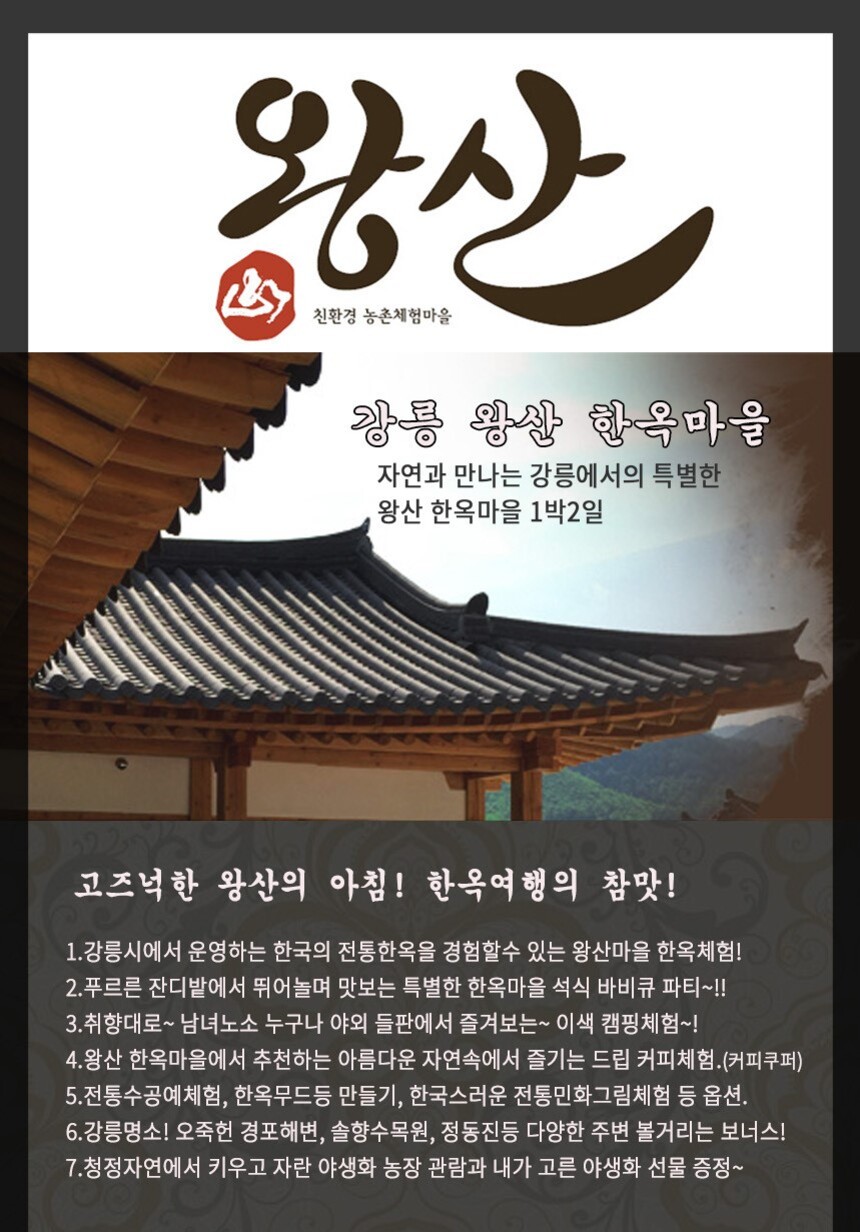 왕산
친환경 농촌체험마을
강릉 왕산 한옥마을
자연과 만나는 강릉에서의 특별한
왕산 한옥마을 1박2일
고즈넉한 왕산의 아침! 한옥여행의 참맛!
1.강릉시에서 운영하는 한국의 전통한옥을 경험할수 있는 왕산마을 한옥체험!
2.푸르른 잔디밭에서 뛰어놀며 맛보는 특별한 한옥마을 석식 바비큐 파티~!!
3.취향대로~ 남녀노소 누구나 야외 들판에서 즐겨보는~ 이색 캠핑체험~!
4.왕산 한옥마을에서 추천하는 아름다운 자연속에서 즐기는 드립 커피체험.(커피쿠퍼)
5.전통수공예체험, 한옥무드등 만들기, 한국스러운 전통민화그림체험 등 옵션.
6.강릉명소! 오죽헌 경포해변, 솔향수목원, 정동진등 다양한 주변 볼거리는 보너스!
7.청정자연에서 키우고 자란 야생화 농장 관람과 내가 고른 야생화 선물 증정~